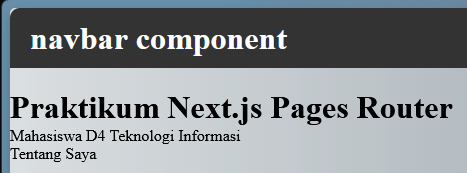 navbar component
Praktikum Next.js Pages Router
Mahasiswa D4 Teknologi Informasi
Tentang Saya